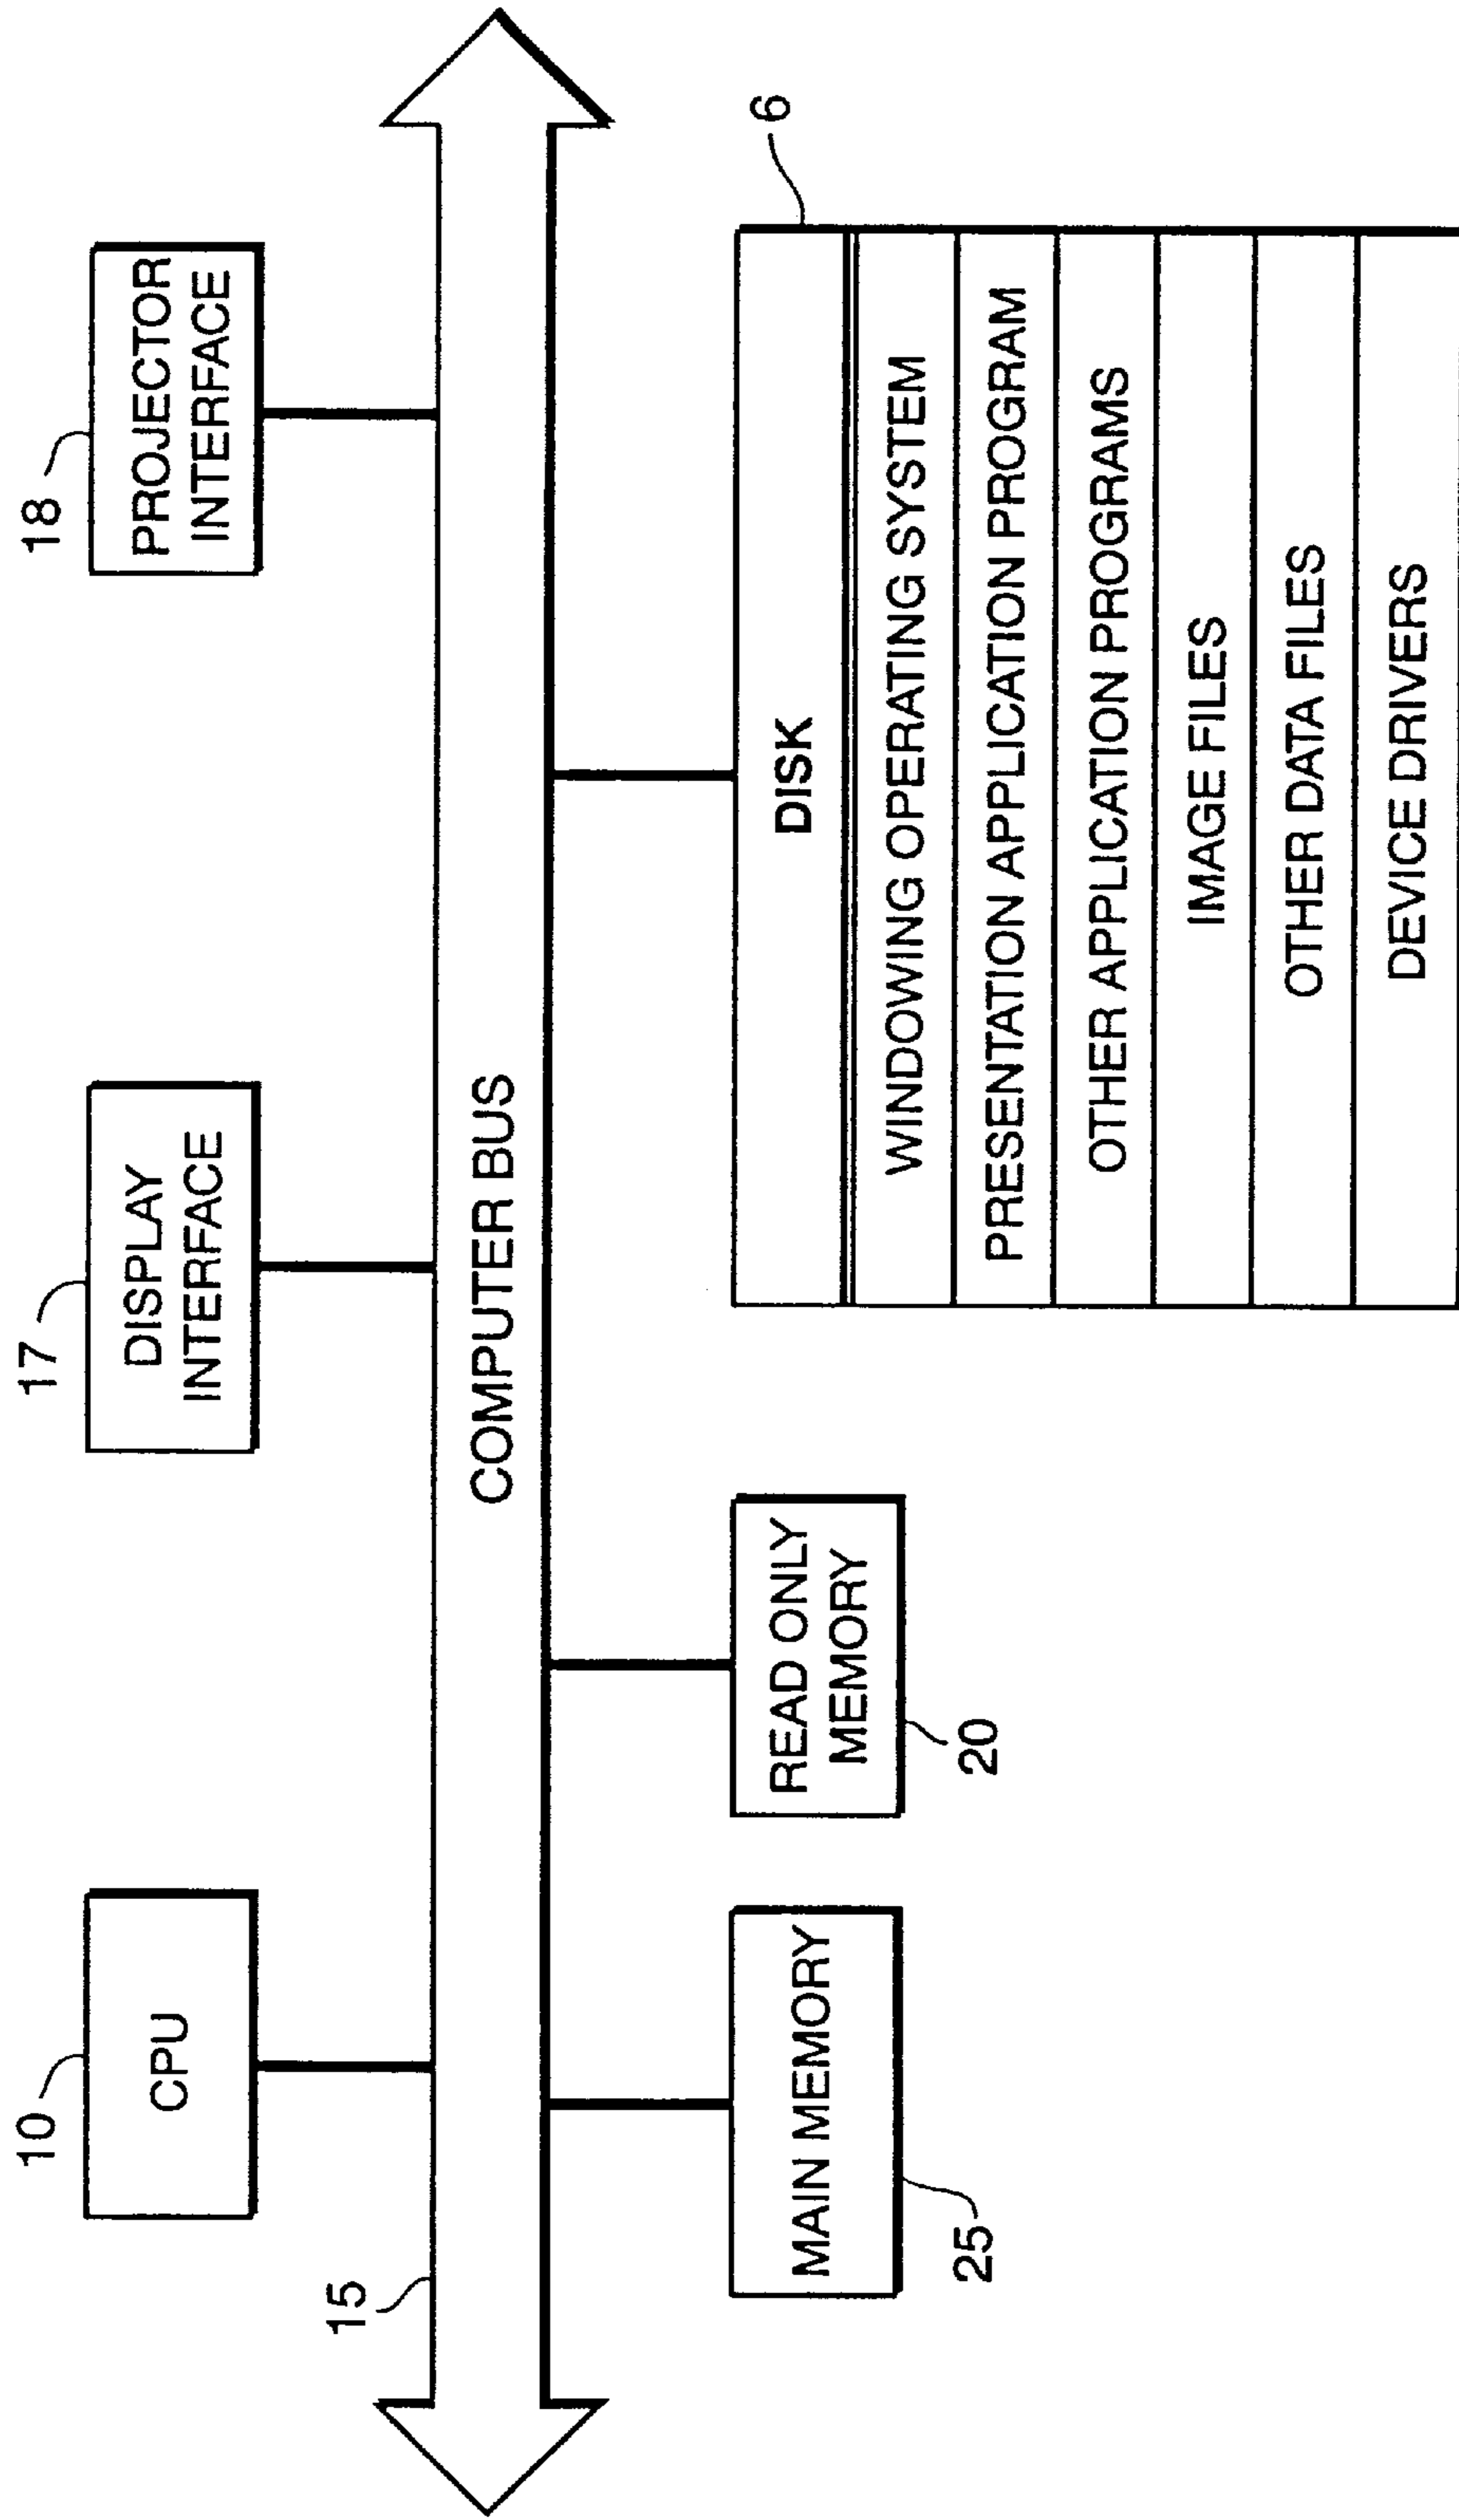 10
CPU
17
DISPLAY
INTERFACE
18
PROJECTOR
INTERFACE
15
COMPUTER BUS
MAIN MEMORY
25
READ ONLY
MEMORY
20
6
DISK
WINDOWING OPERATING SYSTEM
PRESENTATION APPLICATION PROGRAM
OTHER APPLICATION PROGRAMS
IMAGE FILES
OTHER DATA FILES
DEVICE DRIVERS